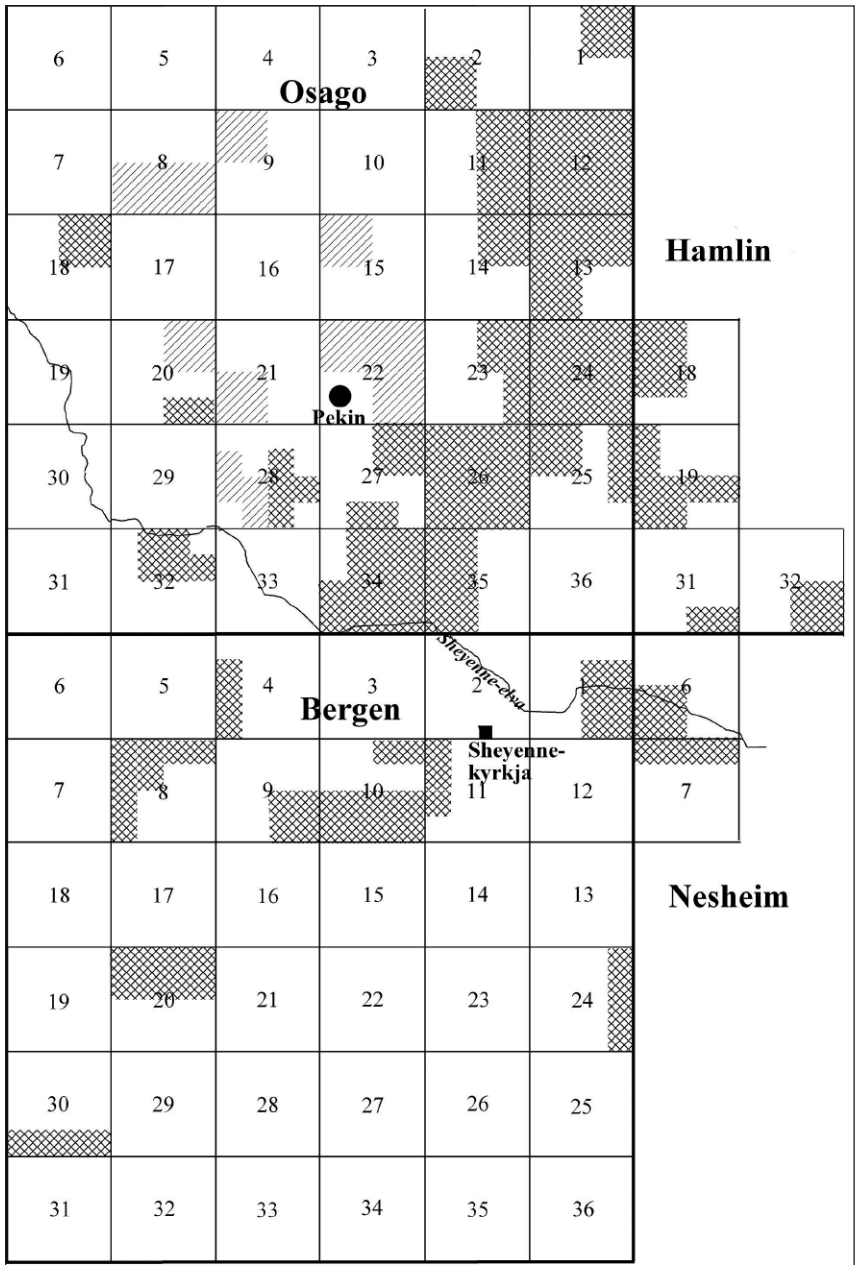 6 5 4 3 2 1
Osago
7 8 9 10 11 12
18 17 16 15 14 13
Hamlin
19 20 21 22 23 24 18
Pekin
30 29 28 27 26 25 19
31 32 33 34 35 36 31 32
Sheyenne-elva
6 5 4 3 2 1 6
Bergen
Sheyenne-
kyrkja
7 8 9 10 11 12 7
18 17 16 15 14 13
Nesheim
19 20 21 22 23 24
30 29 28 27 26 25
31 32 33 34 35 36